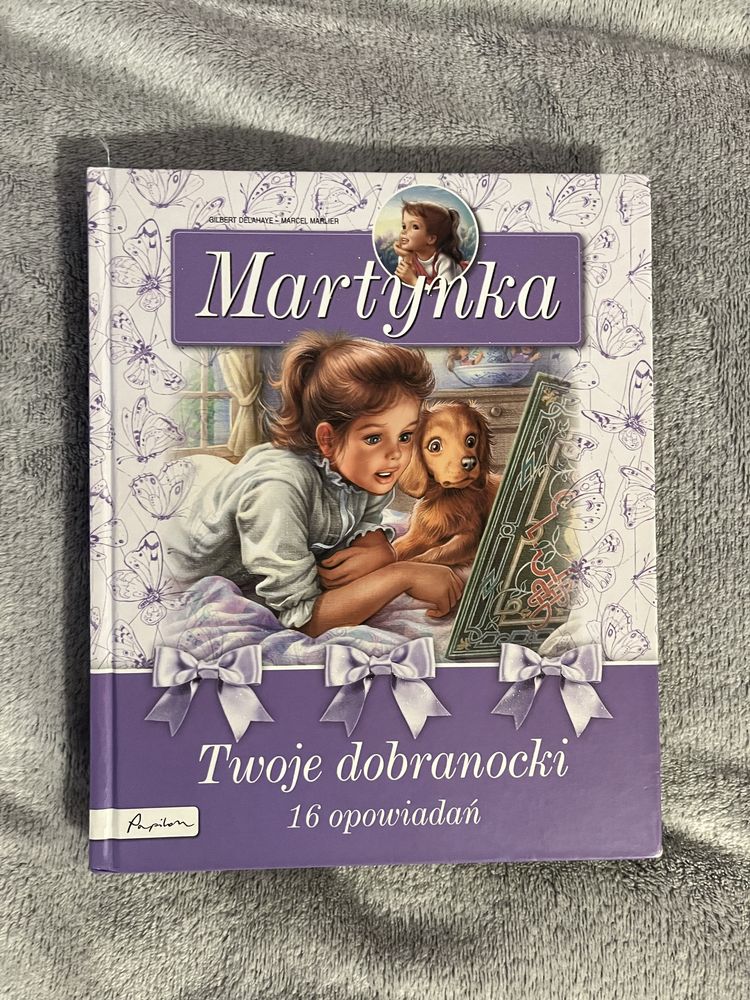 GILBERT DELAHAYE - MARCEL MARLIER
Martynka
Twoje dobranocki
16 opowiadań
Papilon